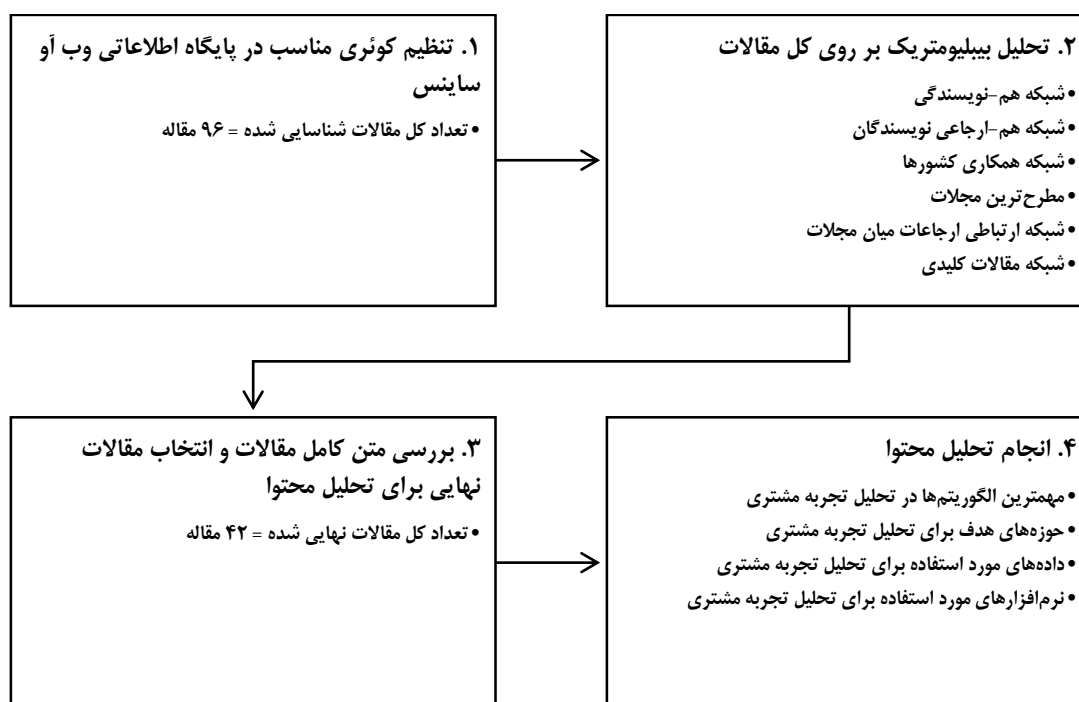 ۱. تنظیم کوئری مناسب در پایگاه اطلاعاتی وب آو
ساینس
• تعداد کل مقالات شناسایی شده = ۹۶ مقاله
۲. تحلیل بیبلیومتریک بر روی کل مقالات
• شبکه هم-نویسندگی
• شبکه هم-ارجاعی نویسندگان
• شبکه همکاری کشورها
• مطرح‌ترین مجلات
• شبکه ارتباطی ارجاعات میان مجلات
• شبکه مقالات کلیدی
۳. بررسی متن کامل مقالات و انتخاب مقالات
نهایی برای تحلیل محتوا
• تعداد کل مقالات نهایی شده = ۴۲ مقاله
۴. انجام تحلیل محتوا
• مهمترین الگوریتم‌ها در تحلیل تجربه مشتری
• حوزه‌های هدف برای تحلیل تجربه مشتری
• داده‌های مورد استفاده برای تحلیل تجربه مشتری
• نرم‌افزارهای مورد استفاده برای تحلیل تجربه مشتری